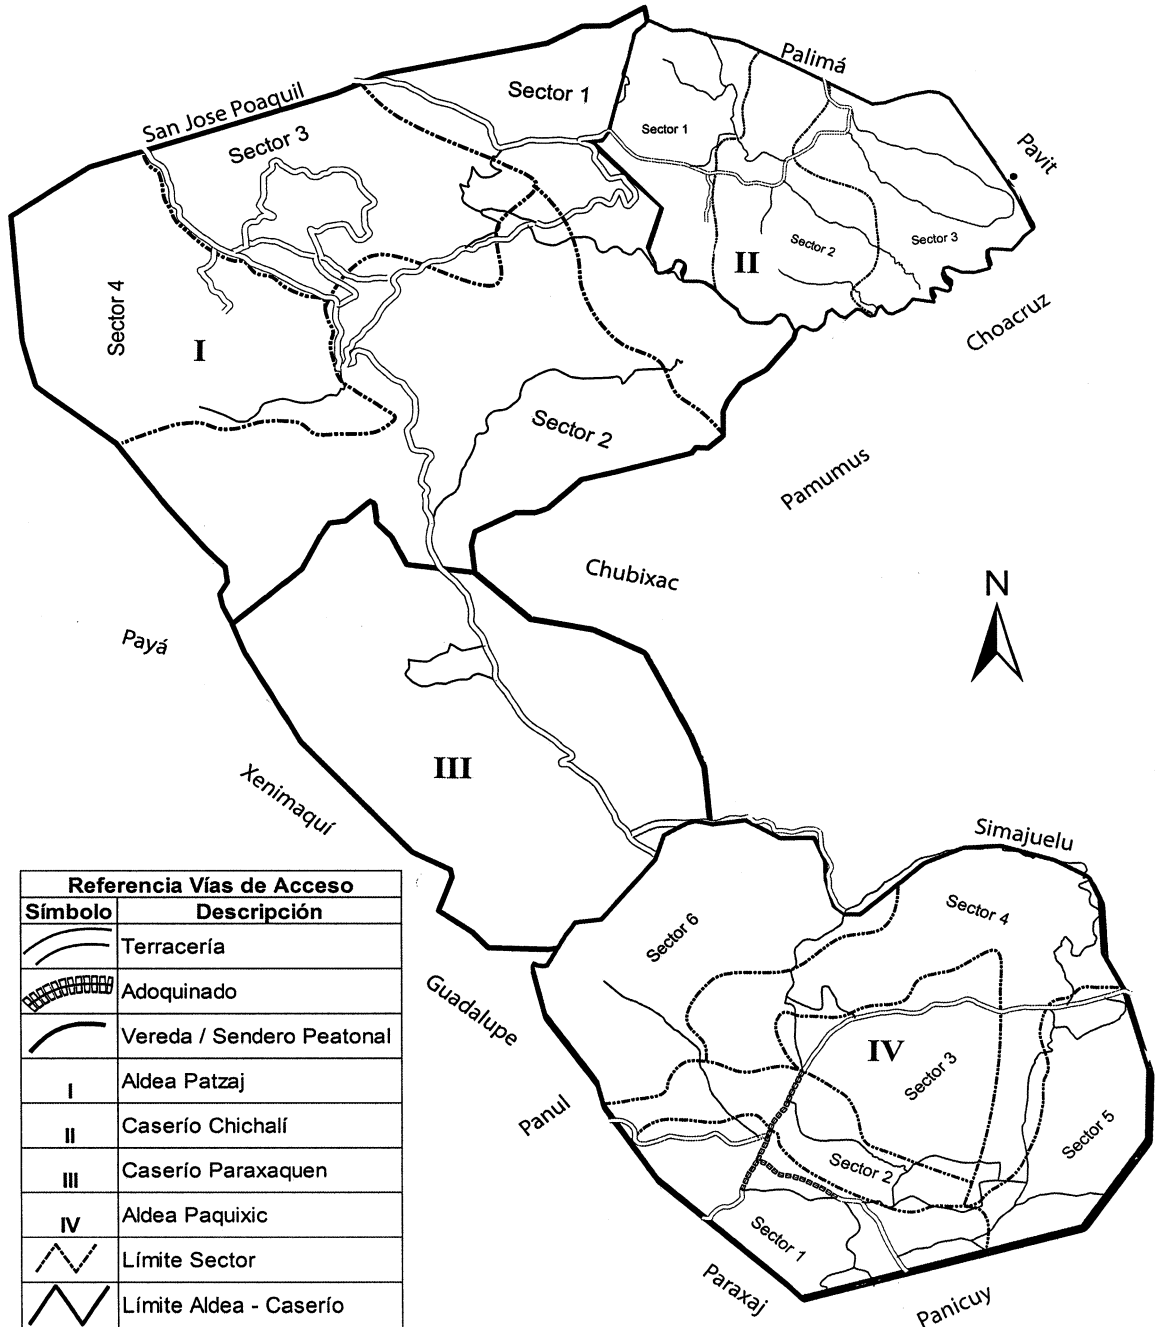 Palimá
San Jose Poaquil
Sector 1
Sector 3
Sector 1
Pavit
Sector 2
Sector 3
II
Sector 4
I
Choacruz
Sector 2
Pamumus
Chubixac
N
Payá
III
Xenimaquí
Simajuelu
Sector 6
Sector 4
Guadalupe
IV
Sector 3
Panul
Sector 5
Sector 2
Sector 1
Paraxaj
Panicuy
Referencia Vías de Acceso
Símbolo Descripción
Terracería
Adoquinado
Vereda / Sendero Peatonal
I Aldea Patzaj
II Caserío Chichalí
III Caserío Paraxaquen
IV Aldea Paquixic
Límite Sector
Límite Aldea - Caserío